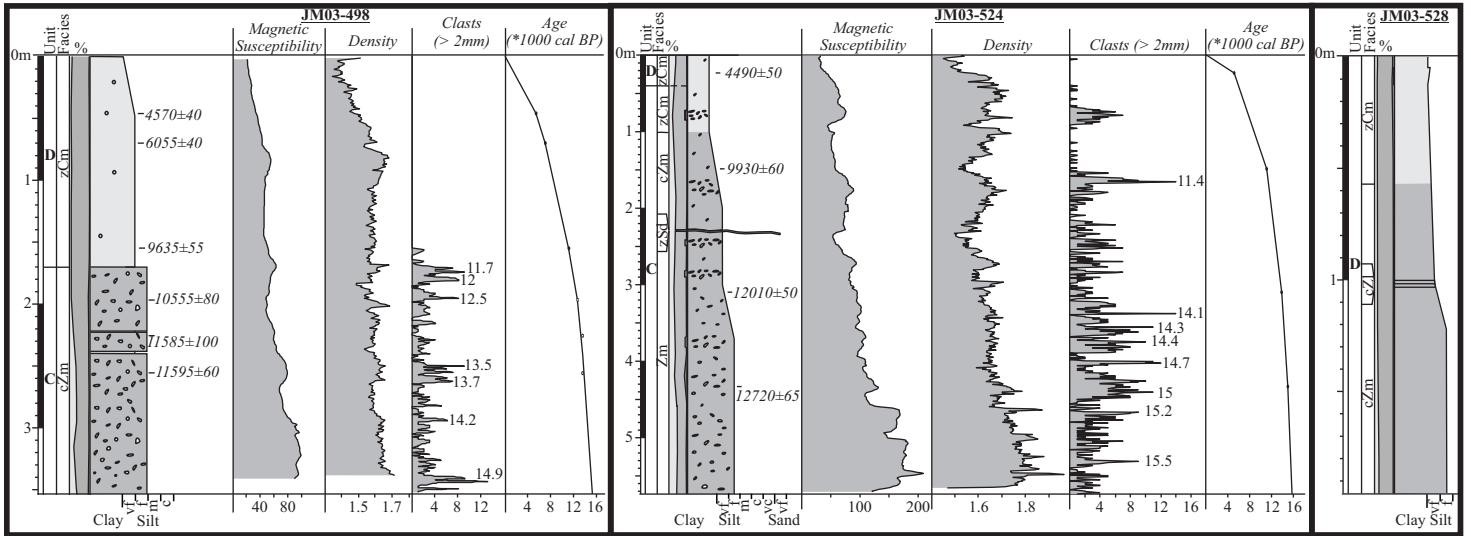 JM03-498
Unit
Facies
%
Magnetic
Susceptibility
Density
Clasts
(> 2mm)
Age
(*1000 cal BP)
0m
1
2
3
D
C
zCm
cZm
4570±40
6055±40
9635±55
10555±80
11585±100
11595±60
11.7
12
12.5
13.5
13.7
14.2
14.9
Clay
vf
f
m
c
Silt
40 80
1.5 1.7
4 8 12
4 8 12 16
JM03-524
Unit
Facies
%
Magnetic
Susceptibility
Density
Clasts (> 2mm)
Age
(*1000 cal BP)
0m
1
2
3
4
5
D
C
zCm
zCm
cZm
zSd
Zm
4490±50
9930±60
12010±50
12720±65
11.4
14.1
14.3
14.4
14.7
15
15.2
15.5
Clay
vf
f
m
c
vc
vf
Silt
Sand
100 200
1.6 1.8
4 8 12
4 8 12 16
JM03-528
Unit
Facies
%
0m
1
D
zCm
cZl
cZm
Clay Silt
vf
f